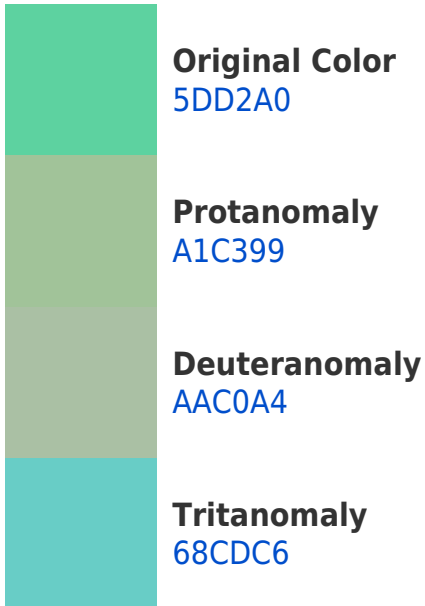 Original Color
5DD2A0
Protanomaly
A1C399
Deuteranomaly
AAC0A4
Tritanomaly
68CDC6